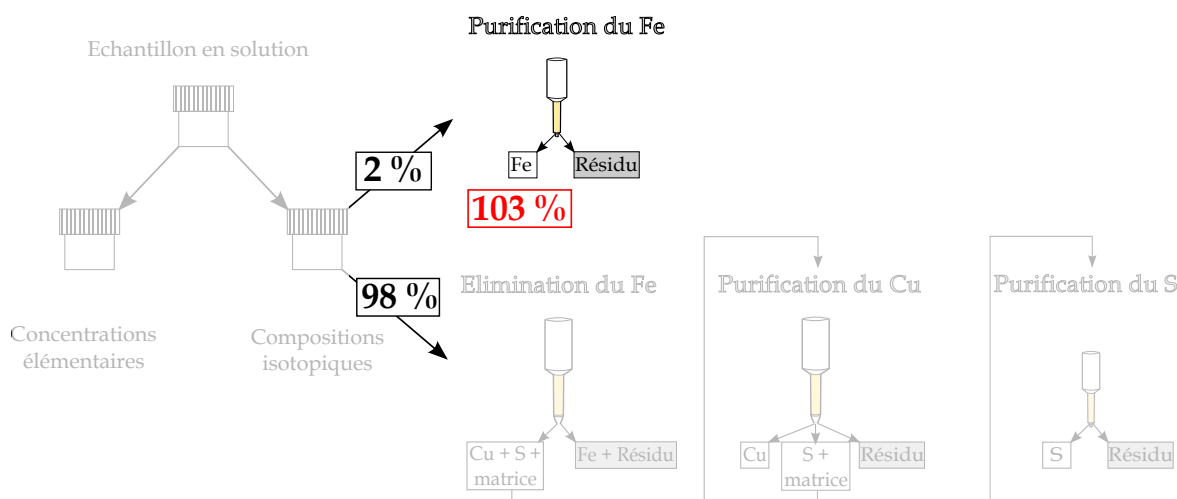 Purification du Fe
Echantillon en solution
2 %
Fe
Résidu
103 %
98 %
Elimination du Fe
Purification du Cu
Purification du S
Concentrations
élémentaires
Compositions
isotopiques
Cu + S +
matrice
Fe + Résidu
Cu
S +
matrice
Résidu
S
Résidu